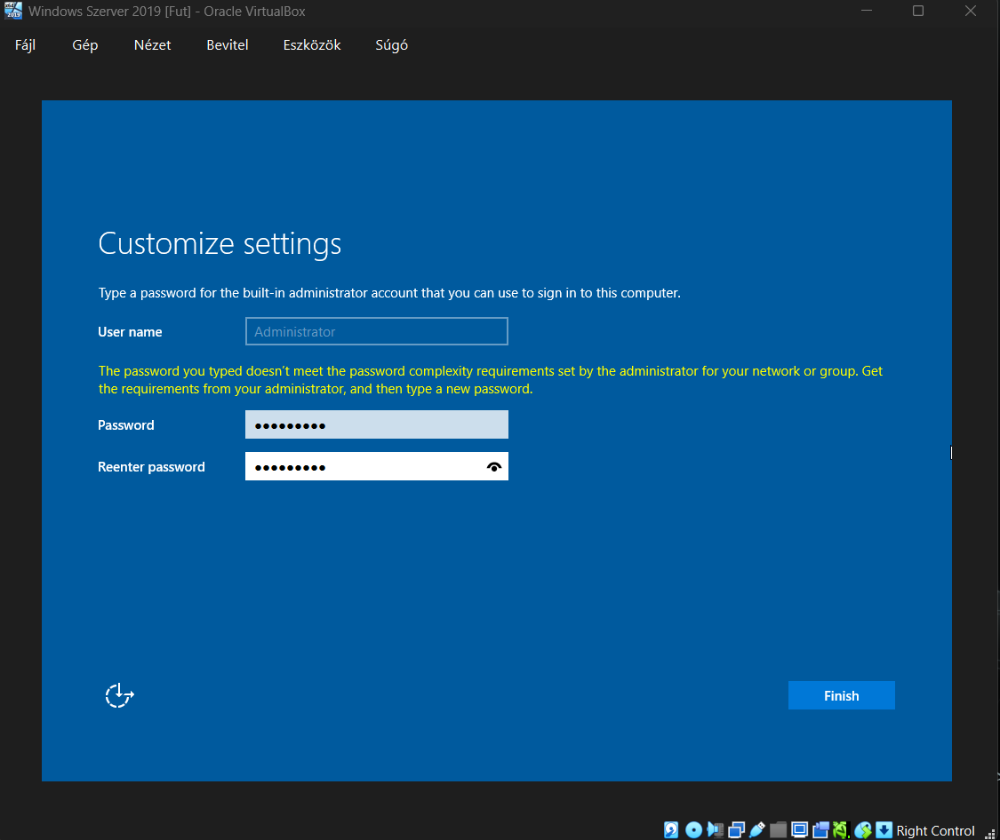 Windows Szerver 2019 [Fut] - Oracle VirtualBox
Fájl Gép Nézet Bevitel Eszközök Súgó
Customize settings
Type a password for the built-in administrator account that you can use to sign in to this computer.
User name Administrator
The password you typed doesn't meet the password complexity requirements set by the administrator for your network or group. Get
the requirements from your administrator, and then type a new password.
Password •••••••••
Reenter password •••••••••
Finish
Right Control